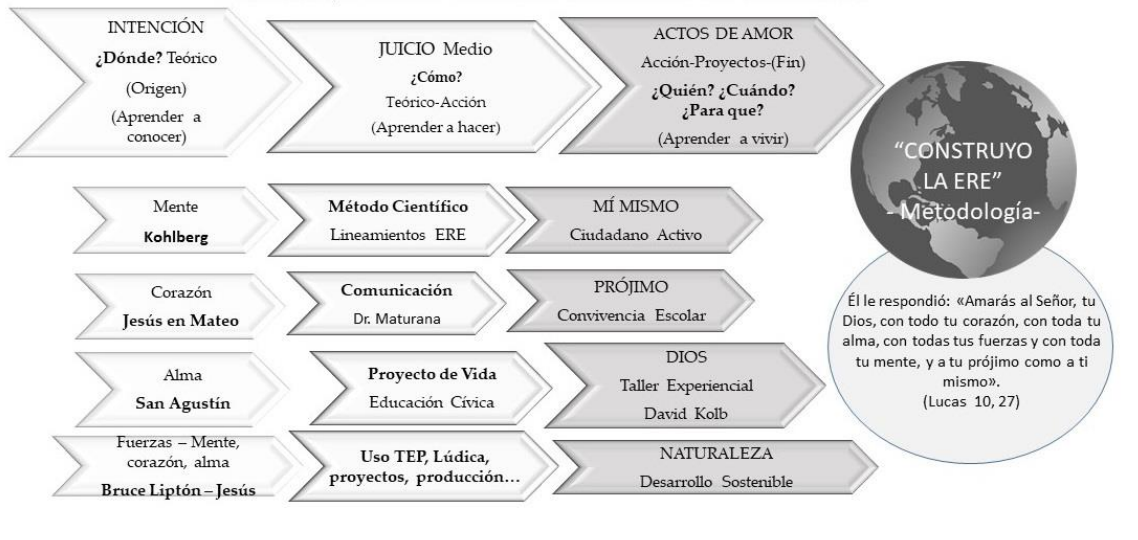 INTENCIÓN
¿Dónde? Teórico
(Origen)
(Aprender a
conocer)
JUICIO Medio
¿Cómo?
Teórico-Acción
(Aprender a hacer)
ACTOS DE AMOR
Acción-Proyectos-(Fin)
¿Quién? ¿Cuándo?
¿Para que?
(Aprender a vivir)
Mente
Kohlberg
Método Científico
Lineamientos ERE
MÍ MISMO
Ciudadano Activo
Corazón
Jesús en Mateo
Comunicación
Dr. Maturana
PRÓJIMO
Convivencia Escolar
Alma
San Agustín
Proyecto de Vida
Educación Cívica
DIOS
Taller Experiencial
David Kolb
Fuerzas – Mente,
corazón, alma
Bruce Liptón – Jesús
Uso TEP, Lúdica,
proyectos, producción…
NATURALEZA
Desarrollo Sostenible
“CONSTRUYO
LA ERE”
- Metodología-
Él le respondió: «Amarás al Señor, tu
Dios, con todo tu corazón, con toda tu
alma, con todas tus fuerzas y con toda
tu mente, y a tu prójimo como a ti
mismo».
(Lucas 10, 27)